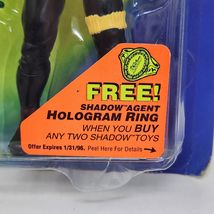 FREE!
SHADOW™ AGENT
HOLOGRAM RING
WHEN YOU BUY
ANY TWO SHADOW™ TOYS
Offer Expires 1/31/96. Peel Here For Details